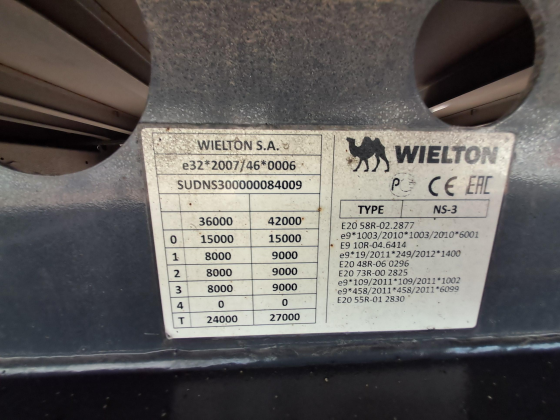 WIELTON S.A.
e32*2007/46*0006
SUDNS300000084009
36000 42000
0 15000 15000
1 8000 9000
2 8000 9000
3 8000 9000
4 0 0
T 24000 27000
WIELTON
CE EAC
TYPE NS-3
E20 58R-02.2877
e9*1003/2010*1003/2010*6001
E9 10R-04.6414
e9*19/2011*249/2012*1400
E20 48R-06 0296
E20 73R-00 2825
e9*109/2011*109/2011*1002
e9*458/2011*458/2011*6099
E20 55R-01 2830